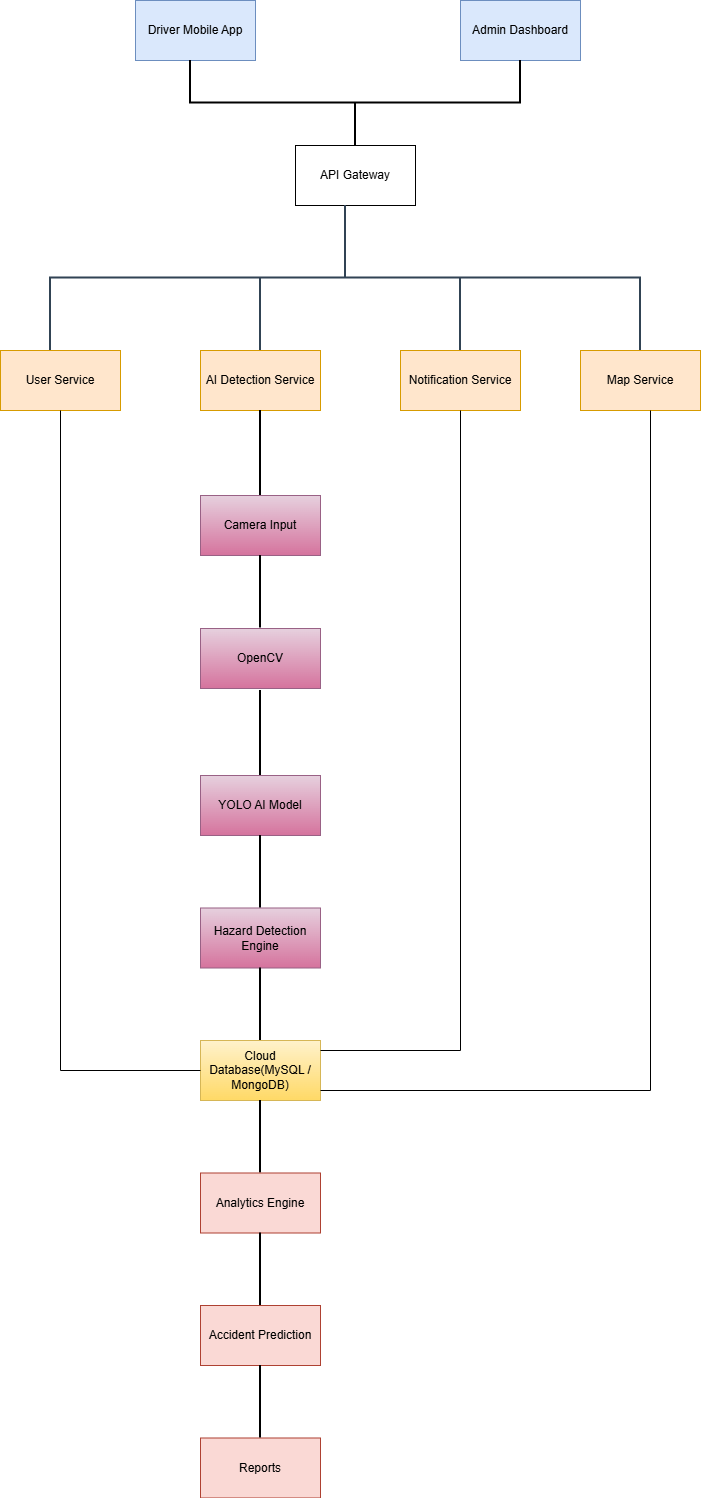 Driver Mobile App
Admin Dashboard
API Gateway
User Service
AI Detection Service
Notification Service
Map Service
Camera Input
OpenCV
YOLO AI Model
Hazard Detection
Engine
Cloud
Database(MySQL /
MongoDB)
Analytics Engine
Accident Prediction
Reports